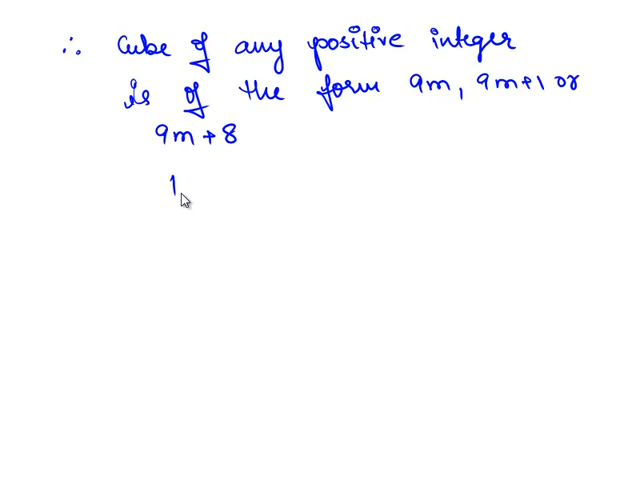 ∴ Cube of any positive integer
is of the form 9m, 9m+1 or
9m+8
1